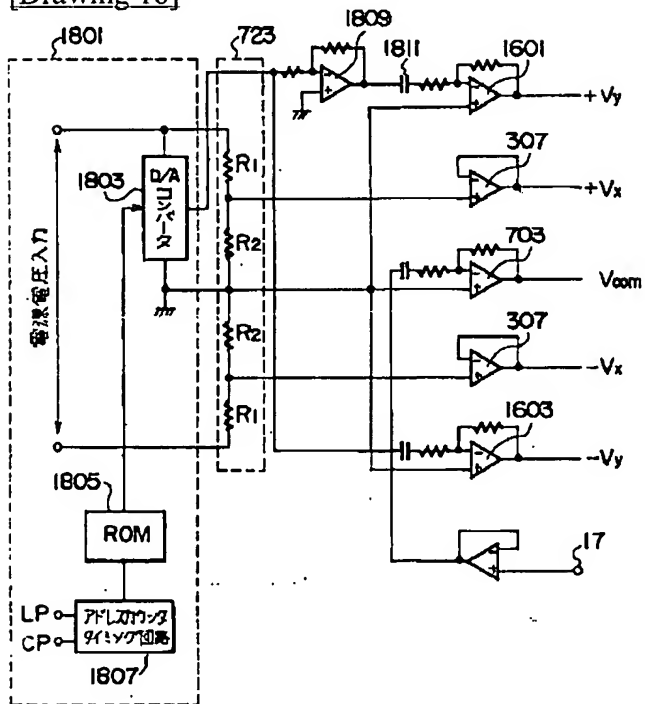 [Drawing 18]
1801
723
1809
1811
1601
+Vy
1803
D/A
コンバータ
R1
307
+Vx
R2
703
Vcom
電源電圧入力
R2
307
-Vx
R1
1603
-Vy
1805
ROM
17
LP
CP
アドレスカウンタ
タイミング回路
1807